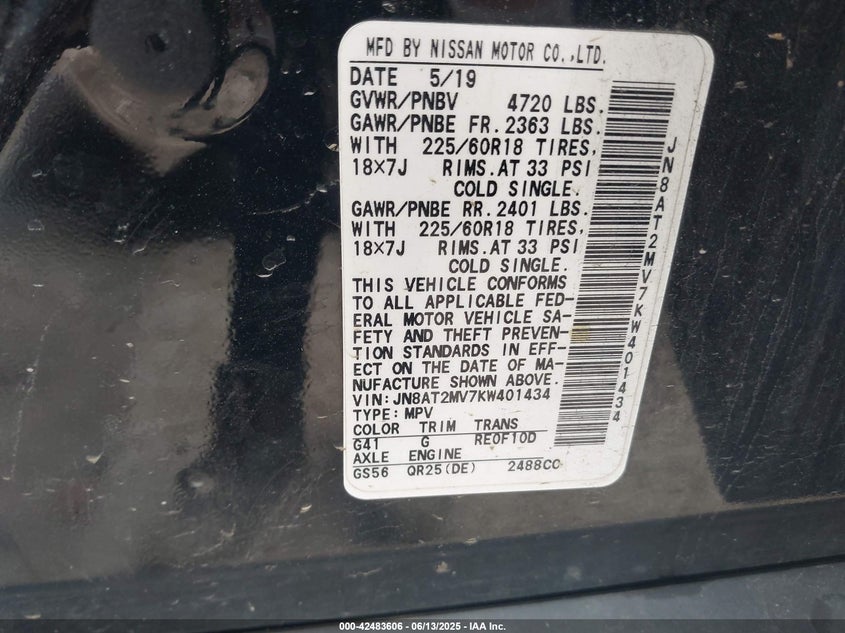 MFD BY NISSAN MOTOR CO.,LTD.
DATE 5/19
GVWR/PNBV 4720 LBS.
GAWR/PNBE FR. 2363 LBS.
WITH 225/60R18 TIRES,
18×7J RIMS. AT 33 PSI
COLD SINGLE.
GAWR/PNBE RR. 2401 LBS.
WITH 225/60R18 TIRES,
18×7J RIMS. AT 33 PSI
COLD SINGLE.
THIS VEHICLE CONFORMS
TO ALL APPLICABLE FED-
ERAL MOTOR VEHICLE SA-
FETY AND THEFT PREVEN-
TION STANDARDS IN EFF-
ECT ON THE DATE OF MA-
NUFACTURE SHOWN ABOVE.
VIN: JN8AT2MV7KW401434
TYPE: MPV
COLOR TRIM TRANS
G41 G RE0F10D
AXLE ENGINE
GS56 QR25(DE) 2488CC
JN8AT2MV7KW401434
000-42483606 - 06/13/2025 - IAA Inc.